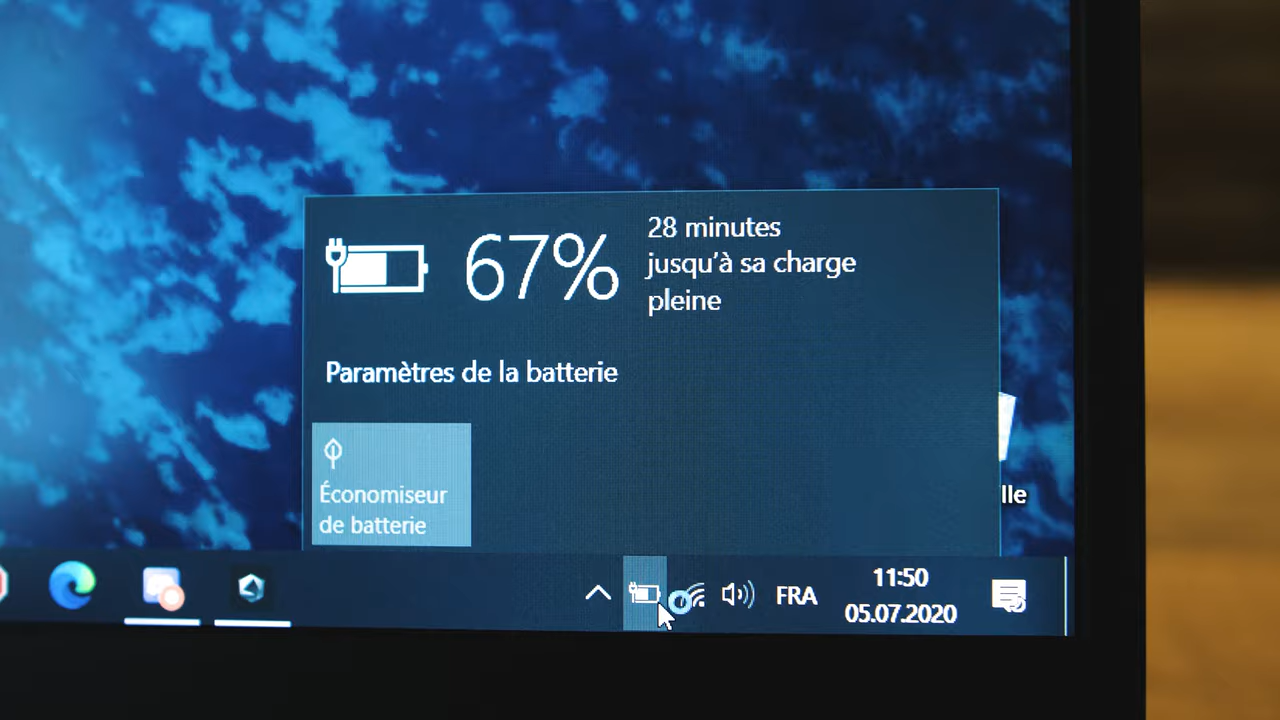 67%
28 minutes
jusqu'à sa charge
pleine
Paramètres de la batterie
Économiseur
de batterie
lle
FRA
11:50
05.07.2020